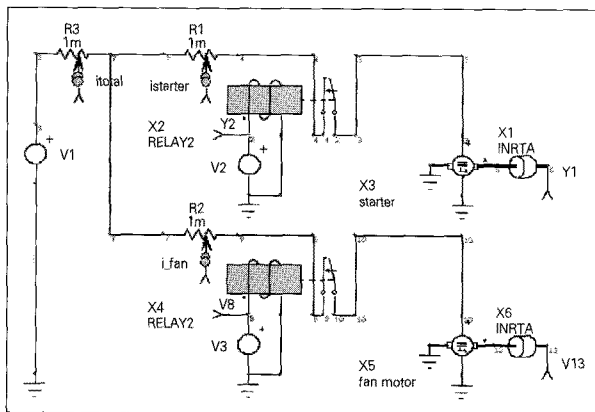 R3
1m
itotal
R1
1m
istarter
X2
RELAY2
Y2
V2
V1
X3
starter
X1
INRTA
Y1
R2
1m
i_fan
X4
RELAY2
V8
V3
X5
fan motor
X6
INRTA
V13